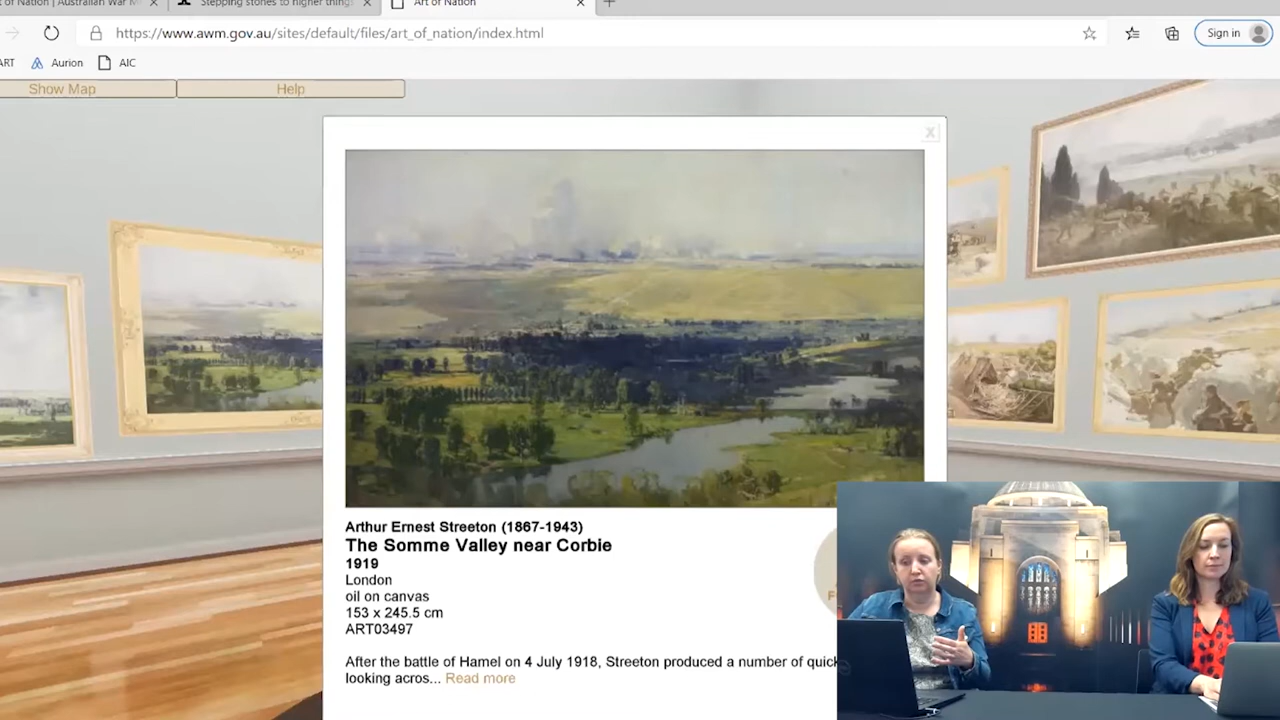 of Nation | Australian War M
Stepping stones to higher thing
Art of Nation
https://www.awm.gov.au/sites/default/files/art_of_nation/index.html
Sign in
ART
Aurion
AIC
Show Map
Help
X
Arthur Ernest Streeton (1867-1943)
The Somme Valley near Corbie
1919
London
oil on canvas
153 x 245.5 cm
ART03497
After the battle of Hamel on 4 July 1918, Streeton produced a number of quick
looking acros... Read more